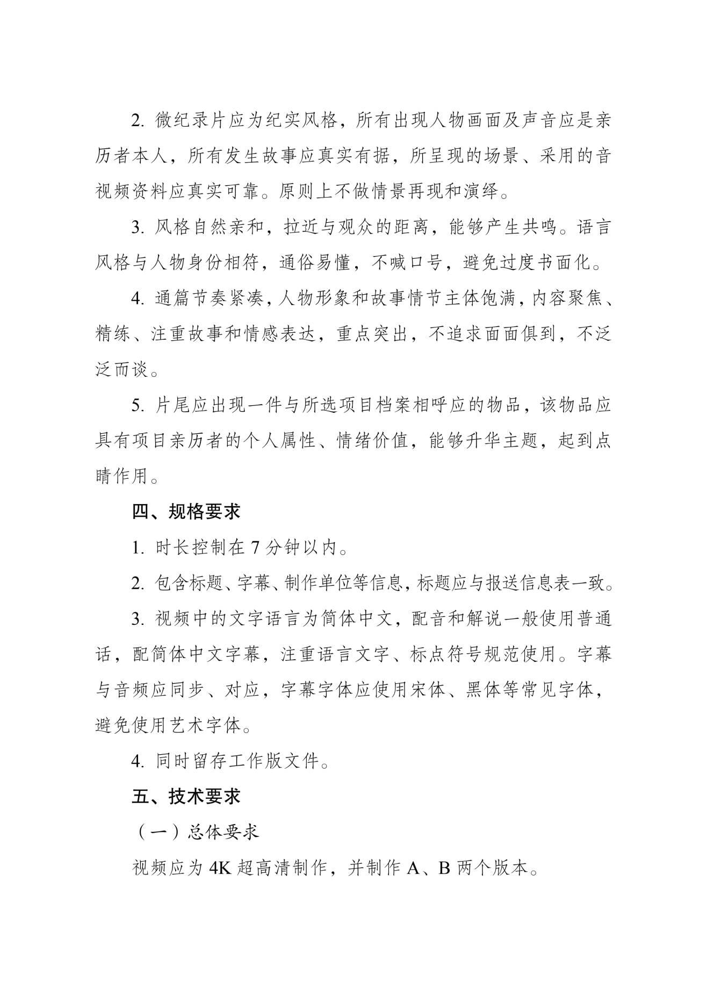 2. 微纪录片应为纪实风格，所有出现人物画面及声音应是亲
历者本人，所有发生故事应真实有据，所呈现的场景、采用的音
视频资料应真实可靠。原则上不做情景再现和演绎。
3. 风格自然亲和，拉近与观众的距离，能够产生共鸣。语言
风格与人物身份相符，通俗易懂，不喊口号，避免过度书面化。
4. 通篇节奏紧凑，人物形象和故事情节主体饱满，内容聚焦、
精练、注重故事和情感表达，重点突出，不追求面面俱到，不泛
泛而谈。
5. 片尾应出现一件与所选项目档案相呼应的物品，该物品应
具有项目亲历者的个人属性、情绪价值，能够升华主题，起到点
睛作用。
四、规格要求
1. 时长控制在 7 分钟以内。
2. 包含标题、字幕、制作单位等信息，标题应与报送信息表一致。
3. 视频中的文字语言为简体中文，配音和解说一般使用普通
话，配简体中文字幕，注重语言文字、标点符号规范使用。字幕
与音频应同步、对应，字幕字体应使用宋体、黑体等常见字体，
避免使用艺术字体。
4. 同时留存工作版文件。
五、技术要求
（一）总体要求
视频应为 4K 超高清制作，并制作 A、B 两个版本。